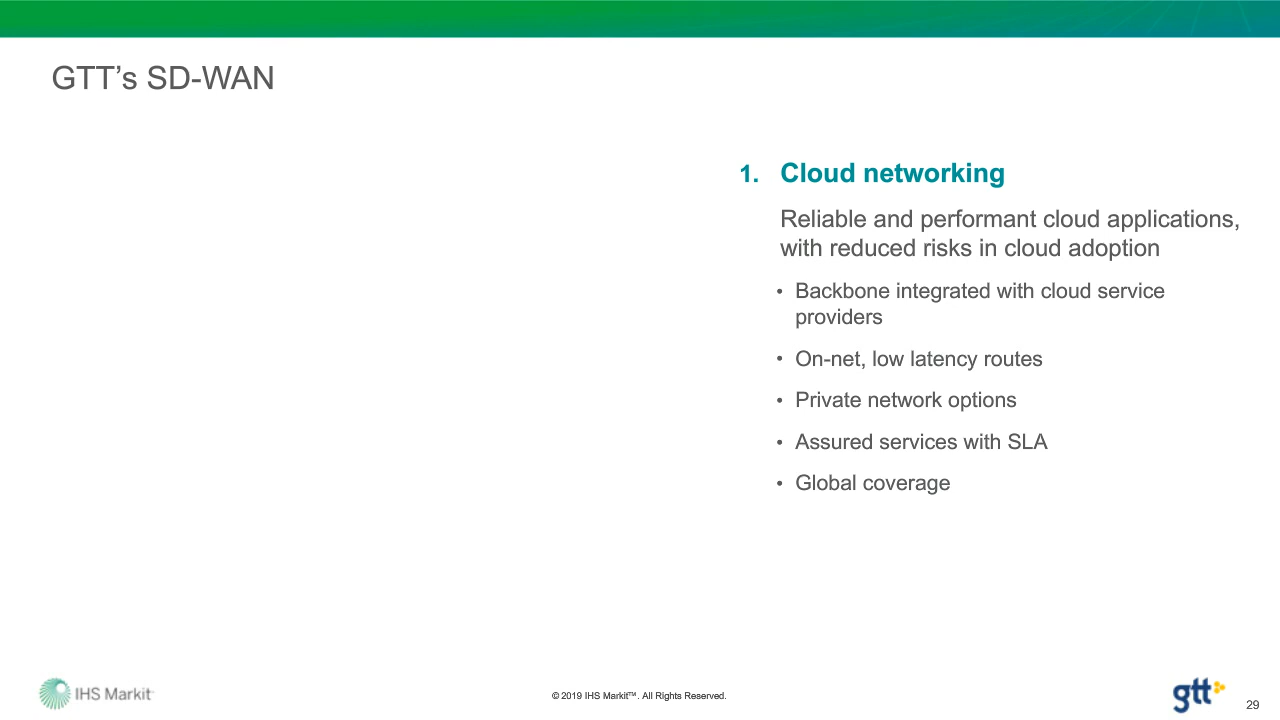 GTT’s SD-WAN
1. Cloud networking
Reliable and performant cloud applications,
with reduced risks in cloud adoption
• Backbone integrated with cloud service
providers
• On-net, low latency routes
• Private network options
• Assured services with SLA
• Global coverage
IHS Markit™
© 2019 IHS Markit™. All Rights Reserved.
gtt
29